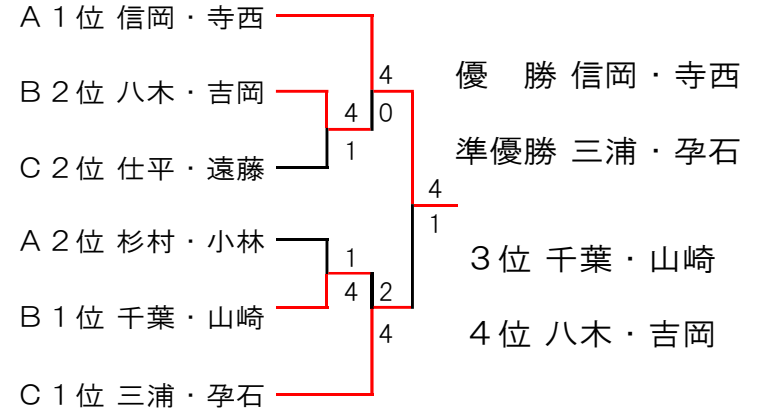 A1位 信岡・寺西
B2位 八木・吉岡
C2位 仕平・遠藤
A2位 杉村・小林
B1位 千葉・山崎
C1位 三浦・孕石
4
1
4
0
1
4
2
4
4
1
優　勝 信岡・寺西
準優勝 三浦・孕石
3位 千葉・山崎
4位 八木・吉岡